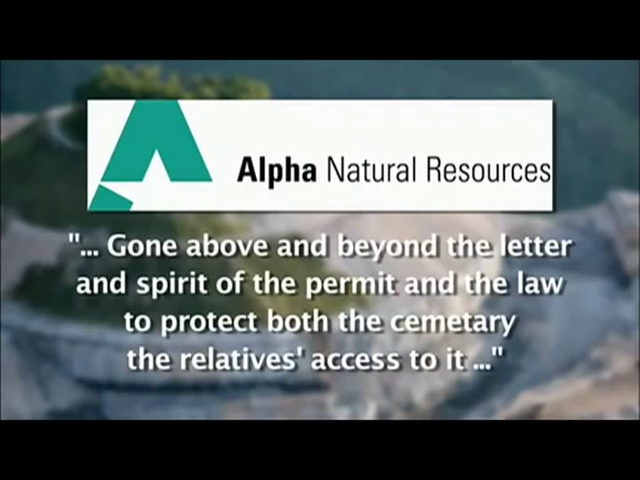 Alpha Natural Resources
"... Gone above and beyond the letter
and spirit of the permit and the law
to protect both the cemetary
the relatives' access to it ..."